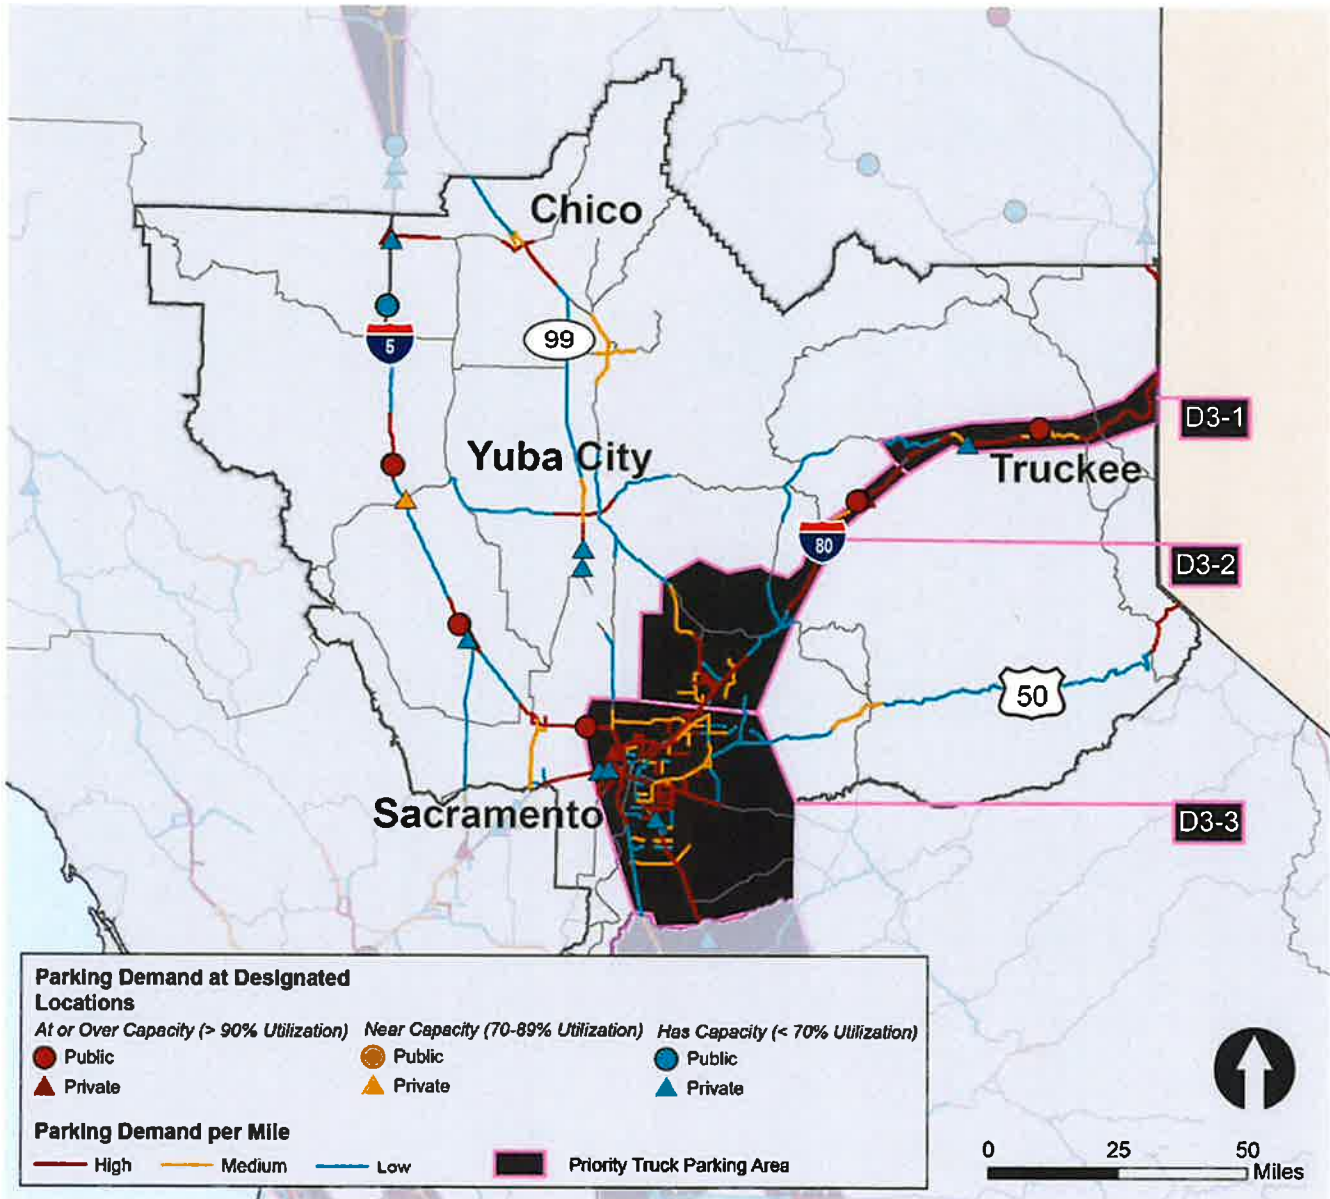 Chico
99
5
Yuba City
D3-1
Truckee
80
D3-2
50
Sacramento
D3-3
Parking Demand at Designated
Locations
At or Over Capacity (> 90% Utilization) Near Capacity (70-89% Utilization) Has Capacity (< 70% Utilization)
Public Public Public
Private Private Private
Parking Demand per Mile
High Medium Low Priority Truck Parking Area
0 25 50
Miles